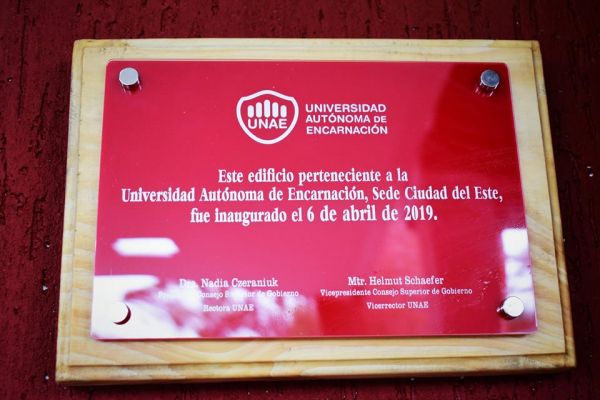 UNAE
UNIVERSIDAD
AUTÓNOMA DE
ENCARNACIÓN
Este edificio perteneciente a la
Universidad Autónoma de Encarnación, Sede Ciudad del Este,
fue inaugurado el 6 de abril de 2019.
Dra. Nadia Czeraniuk
Consejo Superior de Gobierno
Rectora UNAE
Mtr. Helmut Schaefer
Vicepresidente Consejo Superior de Gobierno
Vicerrector UNAE